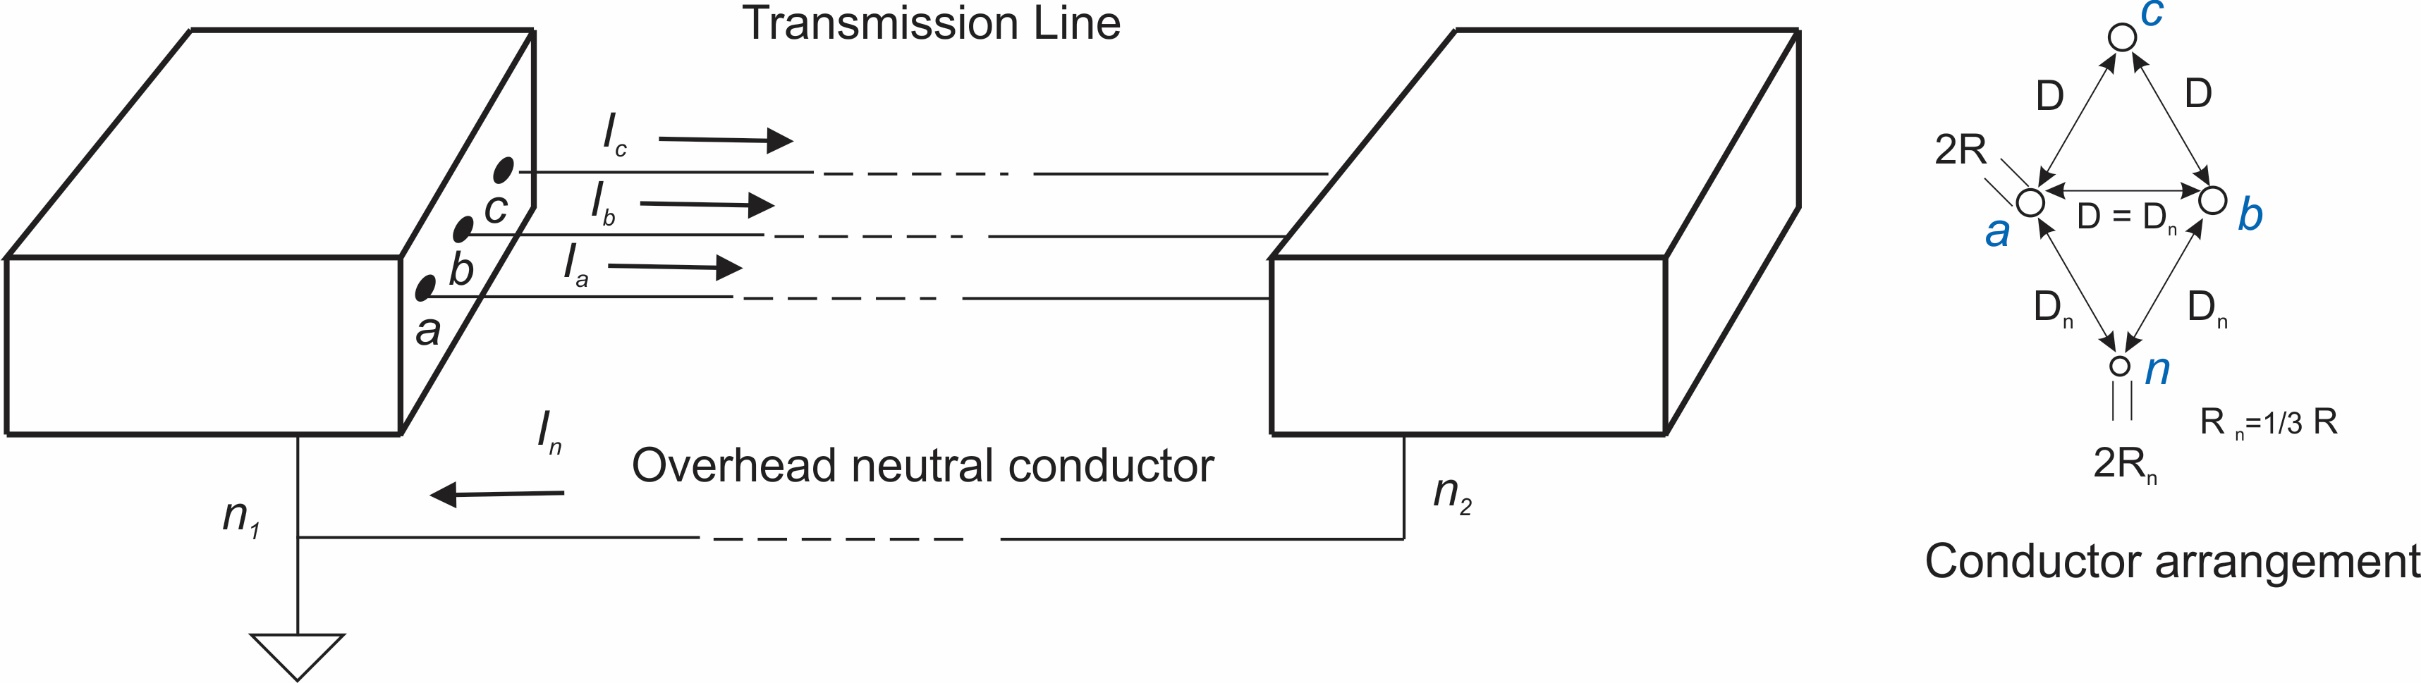 Transmission Line
I_c
I_b
I_a
c
b
a
I_n
Overhead neutral conductor
n_1
n_2
c
D
D
2R
a
D = D_n
b
D_n
D_n
n
R_n=1/3 R
2R_n
Conductor arrangement